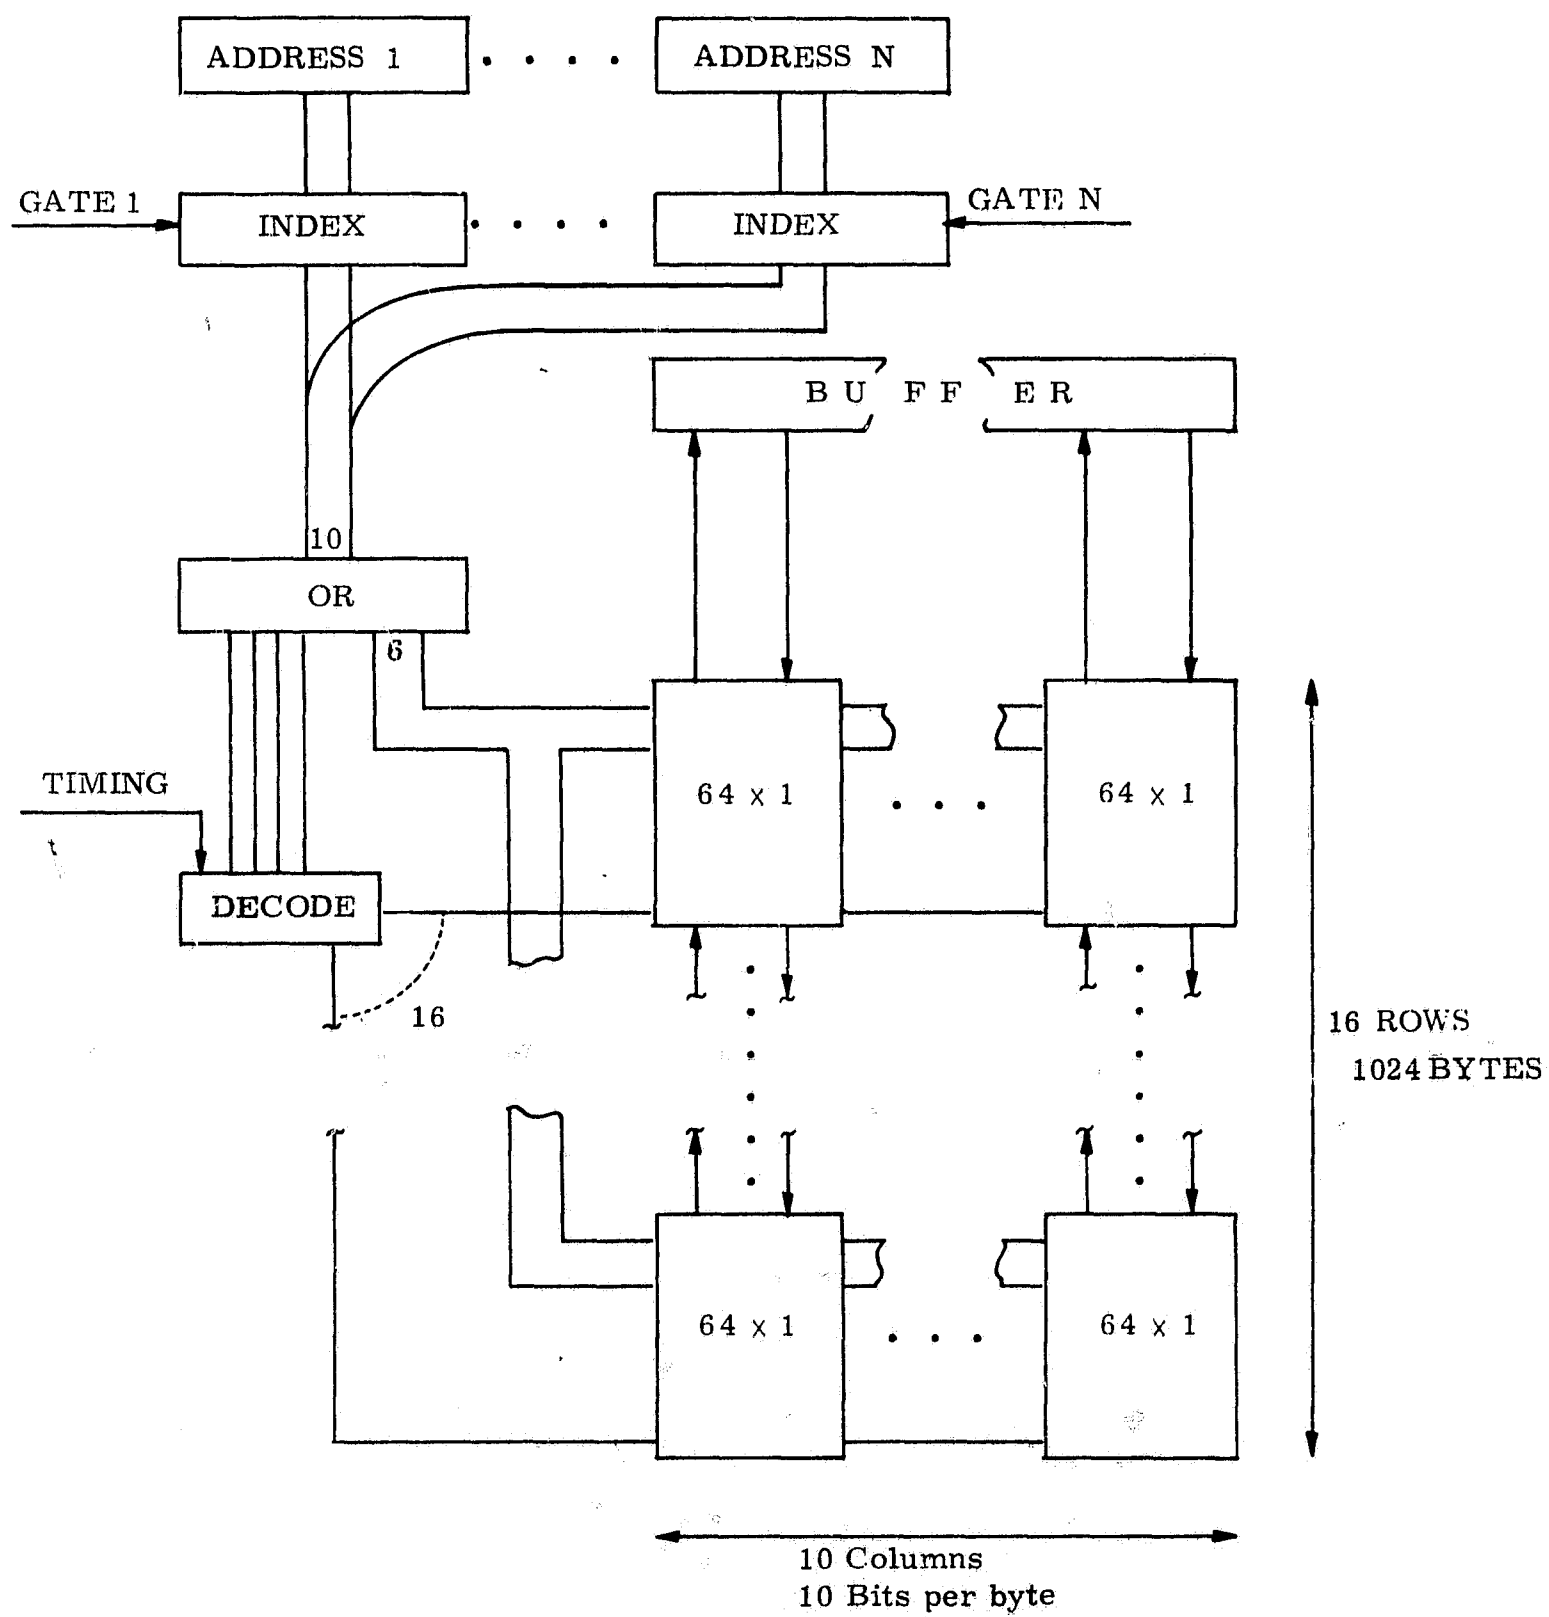 ADDRESS 1
ADDRESS N
GATE 1
INDEX
INDEX
GATE N
BUFFER
10
OR
6
TIMING
64 x 1
64 x 1
DECODE
16
16 ROWS
1024 BYTES
64 x 1
64 x 1
10 Columns
10 Bits per byte